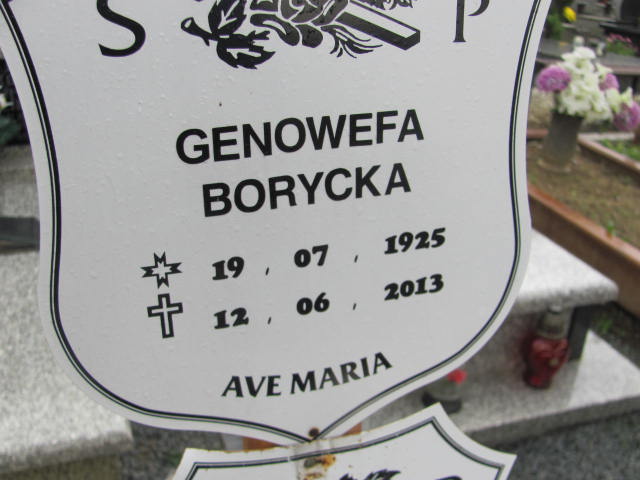 S P
GENOWEFA
BORYCKA
19 . 07 . 1925
12 . 06 . 2013
AVE MARIA